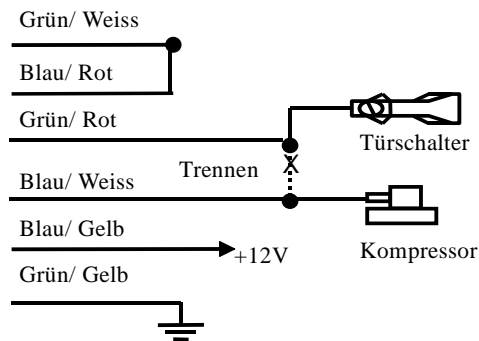 Grün/ Weiss
Blau/ Rot
Grün/ Rot
Türschalter
Trennen
X
Blau/ Weiss
Blau/ Gelb
+12V
Kompressor
Grün/ Gelb